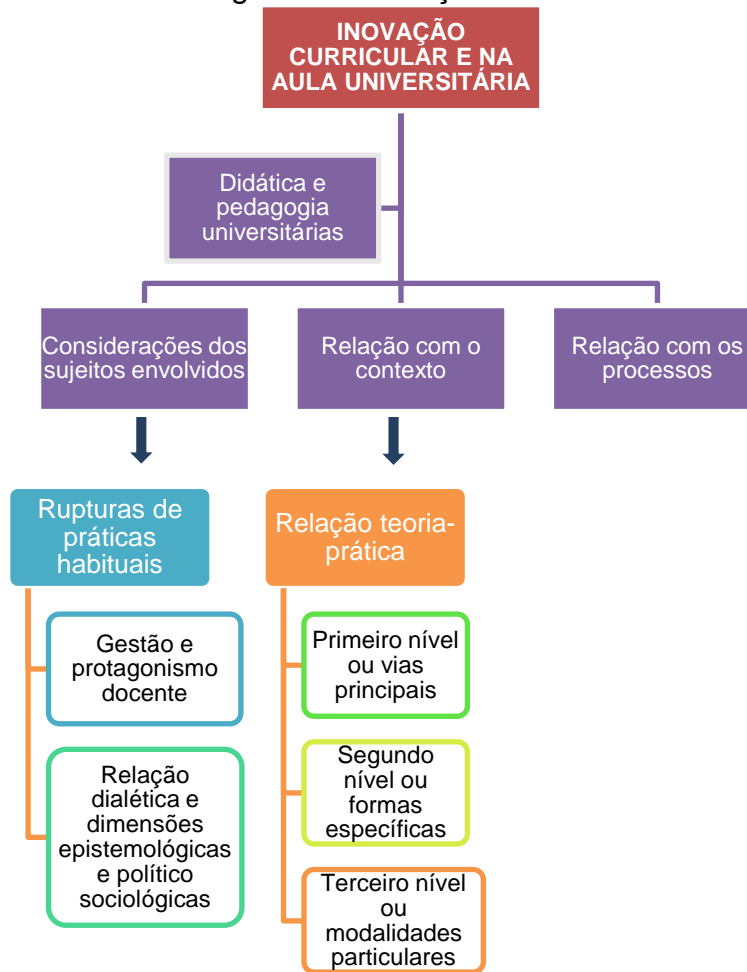 INOVAÇÃO
CURRICULAR E NA
AULA UNIVERSITÁRIA
Didática e
pedagogia
universitárias
Considerações dos
sujeitos envolvidos
Relação com o
contexto
Relação com os
processos
Rupturas de
práticas
habituais
Gestão e
protagonismo
docente
Relação
dialética e
dimensões
epistemológicas
e político
sociológicas
Relação teoria-
prática
Primeiro nível
ou vias
principais
Segundo
nível ou
formas
específicas
Terceiro nível
ou
modalidades
particulares